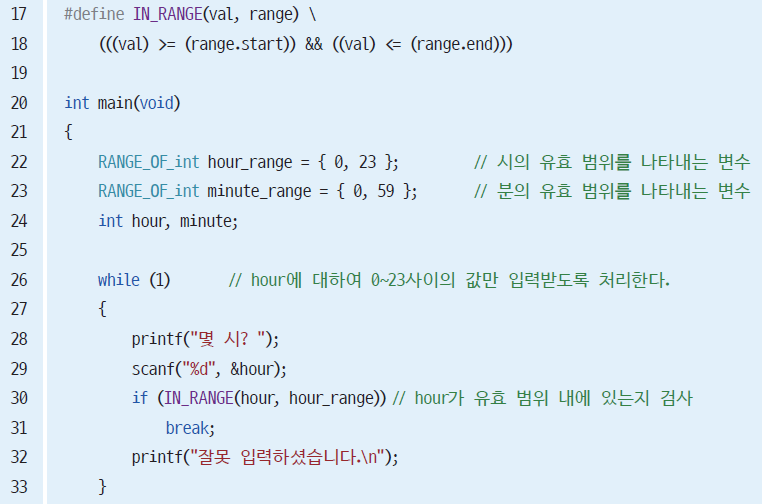 17 #define IN_RANGE(val, range) \
18 (((val) >= (range.start)) && ((val) <= (range.end)))
19
20 int main(void)
21 {
22 RANGE_OF_int hour_range = { 0, 23 }; // 시의 유효 범위를 나타내는 변수
23 RANGE_OF_int minute_range = { 0, 59 }; // 분의 유효 범위를 나타내는 변수
24 int hour, minute;
25
26 while (1) // hour에 대하여 0~23사이의 값만 입력받도록 처리한다.
27 {
28 printf("몇 시? ");
29 scanf("%d", &hour);
30 if (IN_RANGE(hour, hour_range)) // hour가 유효 범위 내에 있는지 검사
31 break;
32 printf("잘못 입력하셨습니다.\n");
33 }